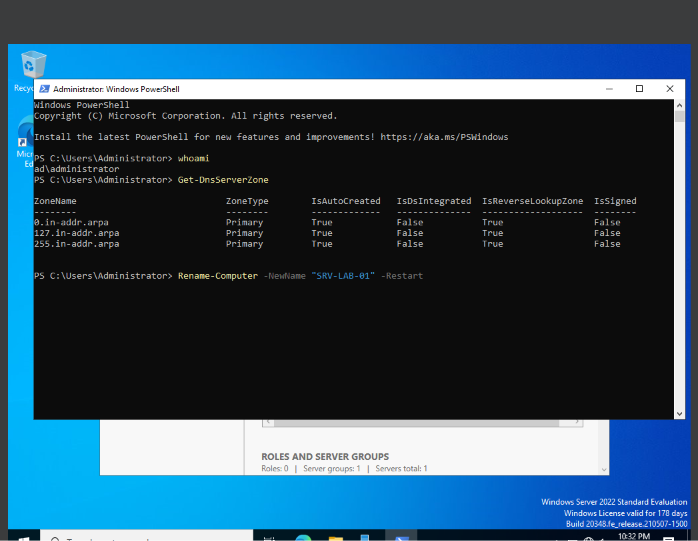 Recyc
Administrator: Windows PowerShell
Windows PowerShell
Copyright (C) Microsoft Corporation. All rights reserved.
Install the latest PowerShell for new features and improvements! https://aka.ms/PSWindows
PS C:\Users\Administrator> whoami
ad\administrator
PS C:\Users\Administrator> Get-DnsServerZone
ZoneName ZoneType IsAutoCreated IsDsIntegrated IsReverseLookupZone IsSigned
-------- -------- ------------- -------------- ------------------- --------
0.in-addr.arpa Primary True False True False
127.in-addr.arpa Primary True False True False
255.in-addr.arpa Primary True False True False
PS C:\Users\Administrator> Rename-Computer -NewName "SRV-LAB-01" -Restart
Micr
Ed
ROLES AND SERVER GROUPS
Roles: 0 | Server groups: 1 | Servers total: 1
Windows Server 2022 Standard Evaluation
Windows License valid for 178 days
Build 20348.fe_release.210507-1500
10:32 PM